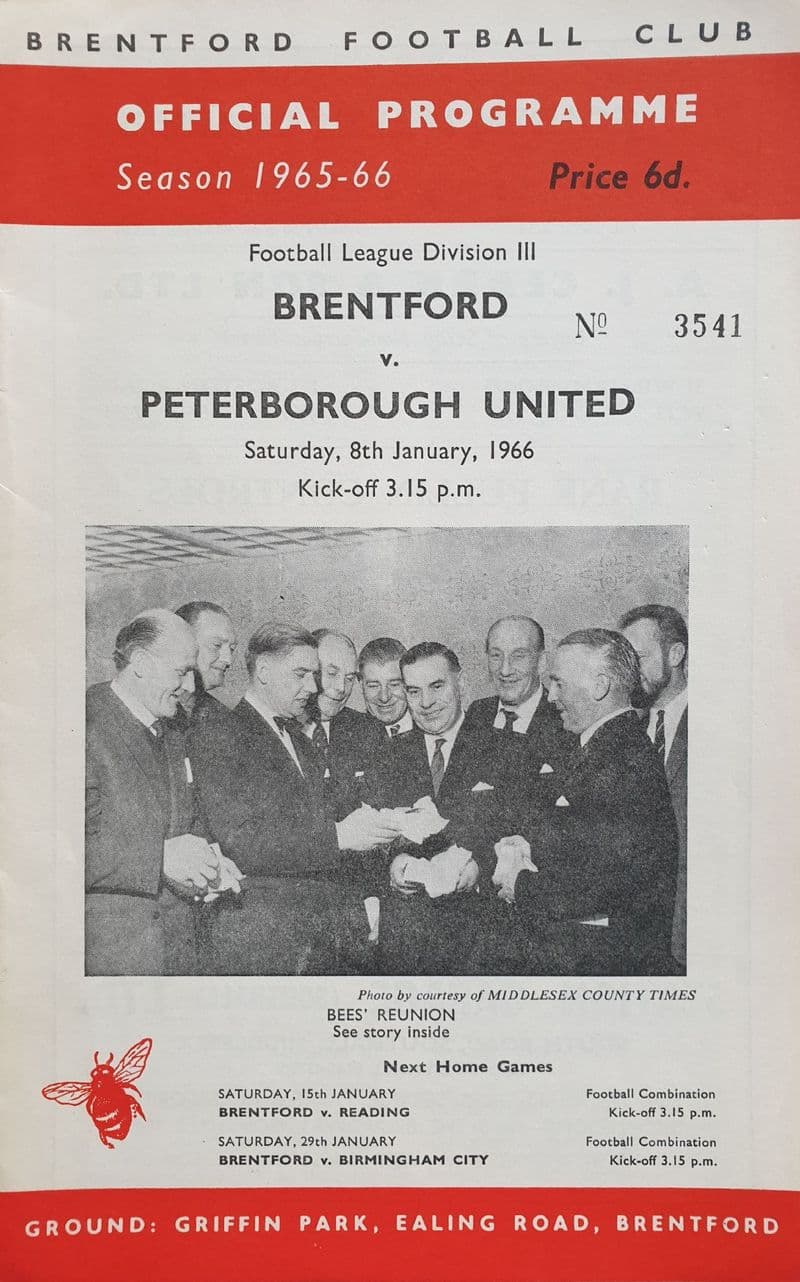 BRENTFORD FOOTBALL CLUB
OFFICIAL PROGRAMME
Season 1965-66 Price 6d.
Football League Division III
BRENTFORD
Nº 3541
v.
PETERBOROUGH UNITED
Saturday, 8th January, 1966
Kick-off 3.15 p.m.
Photo by courtesy of MIDDLESEX COUNTY TIMES
BEES' REUNION
See story inside
Next Home Games
SATURDAY, 15th JANUARY Football Combination
BRENTFORD v. READING Kick-off 3.15 p.m.
SATURDAY, 29th JANUARY Football Combination
BRENTFORD v. BIRMINGHAM CITY Kick-off 3.15 p.m.
GROUND: GRIFFIN PARK, EALING ROAD, BRENTFORD